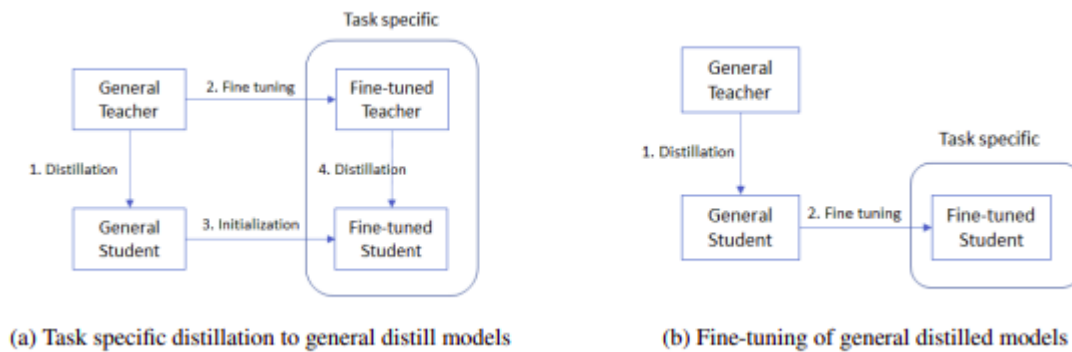 Task specific
General
Teacher
2. Fine tuning
Fine-tuned
Teacher
1. Distillation
4. Distillation
General
Student
3. Initialization
Fine-tuned
Student
(a) Task specific distillation to general distill models
General
Teacher
1. Distillation
Task specific
General
Student
2. Fine tuning
Fine-tuned
Student
(b) Fine-tuning of general distilled models